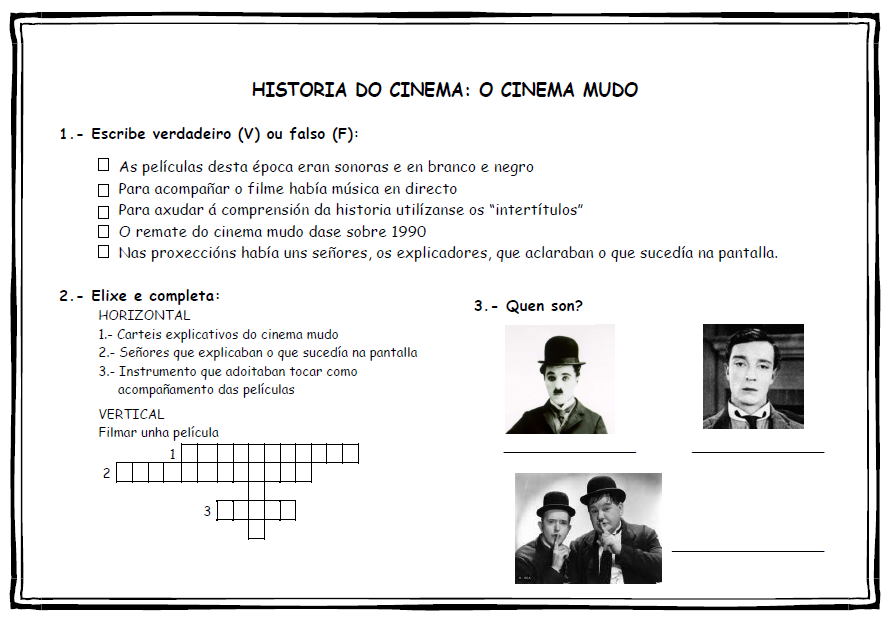 HISTORIA DO CINEMA: O CINEMA MUDO
1.- Escribe verdadeiro (V) ou falso (F):
As películas desta época eran sonoras e en branco e negro
Para acompañar o filme había música en directo
Para axudar á comprensión da historia utilízanse os “intertítulos”
O remate do cinema mudo dase sobre 1990
Nas proxeccións había uns señores, os explicadores, que aclaraban o que sucedía na pantalla.
2.- Elixe e completa:
HORIZONTAL
1.- Carteis explicativos do cinema mudo
2.- Señores que explicaban o que sucedía na pantalla
3.- Instrumento que adoitaban tocar como
acompañamento das películas
VERTICAL
Filmar unha película
1
2
3
3.- Quen son?